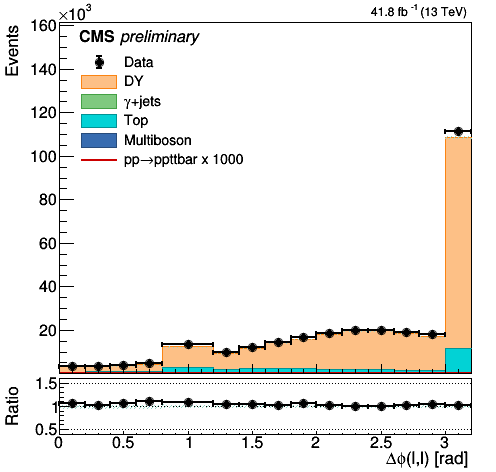 ×10³
41.8 fb⁻¹ (13 TeV)
Events
160
140
120
100
80
60
40
20
CMS preliminary
Data
DY
γ+jets
Top
Multiboson
pp→ppttbar x 1000
Ratio
1.5
1
0.5
0 0.5 1 1.5 2 2.5 3
Δϕ(l,l) [rad]